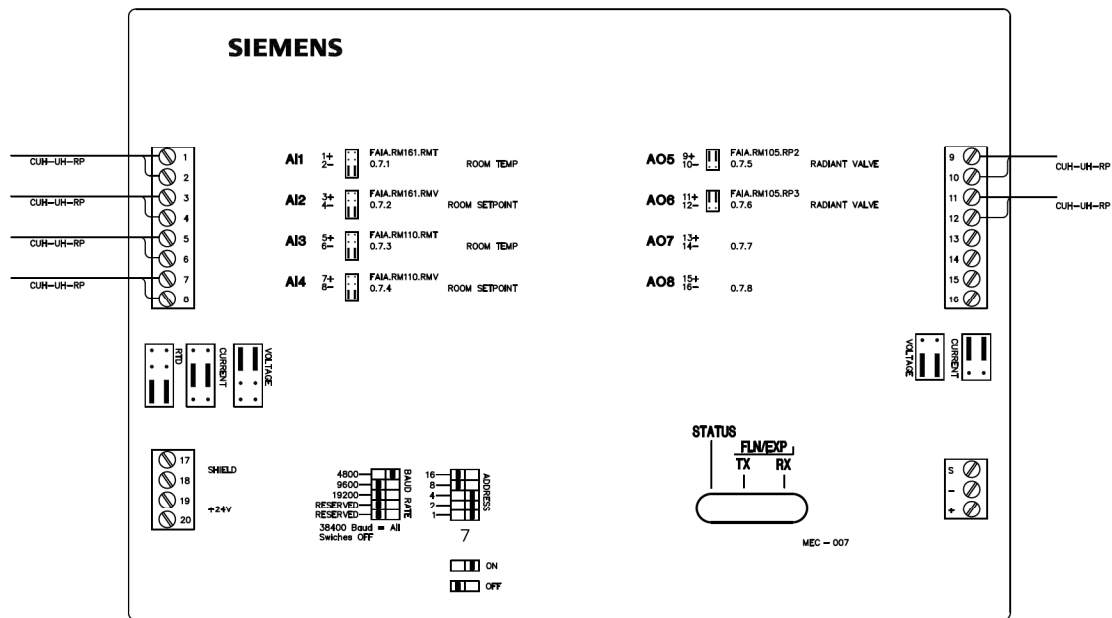 SIEMENS
CUH-UH-RP
CUH-UH-RP
CUH-UH-RP
CUH-UH-RP
1
2
3
4
5
6
7
8
AI1 1+ 2- FAIA.RM161.RMT
0.7.1 ROOM TEMP
AI2 3+ 4- FAIA.RM161.RMV
0.7.2 ROOM SETPOINT
AI3 5+ 6- FAIA.RM110.RMT
0.7.3 ROOM TEMP
AI4 7+ 8- FAIA.RM110.RMV
0.7.4 ROOM SETPOINT
AO5 9+ 10- FAIA.RM105.RP2
0.7.5 RADIANT VALVE
AO6 11+ 12- FAIA.RM105.RP3
0.7.6 RADIANT VALVE
AO7 13+ 14- 0.7.7
AO8 15+ 16- 0.7.8
9
10
11
12
13
14
15
16
CUH-UH-RP
CUH-UH-RP
RTD
CURRENT
VOLTAGE
VOLTAGE
CURRENT
17
18
19
20
SHIELD
+24V
4800
9600
19200
RESERVED
RESERVED
BAUD RATE
38400 Baud = All
Swiches OFF
16
8
4
2
1
ADDRESS
7
ON
OFF
STATUS
FLN/EXP
TX RX
MEC - 007
S
-
+